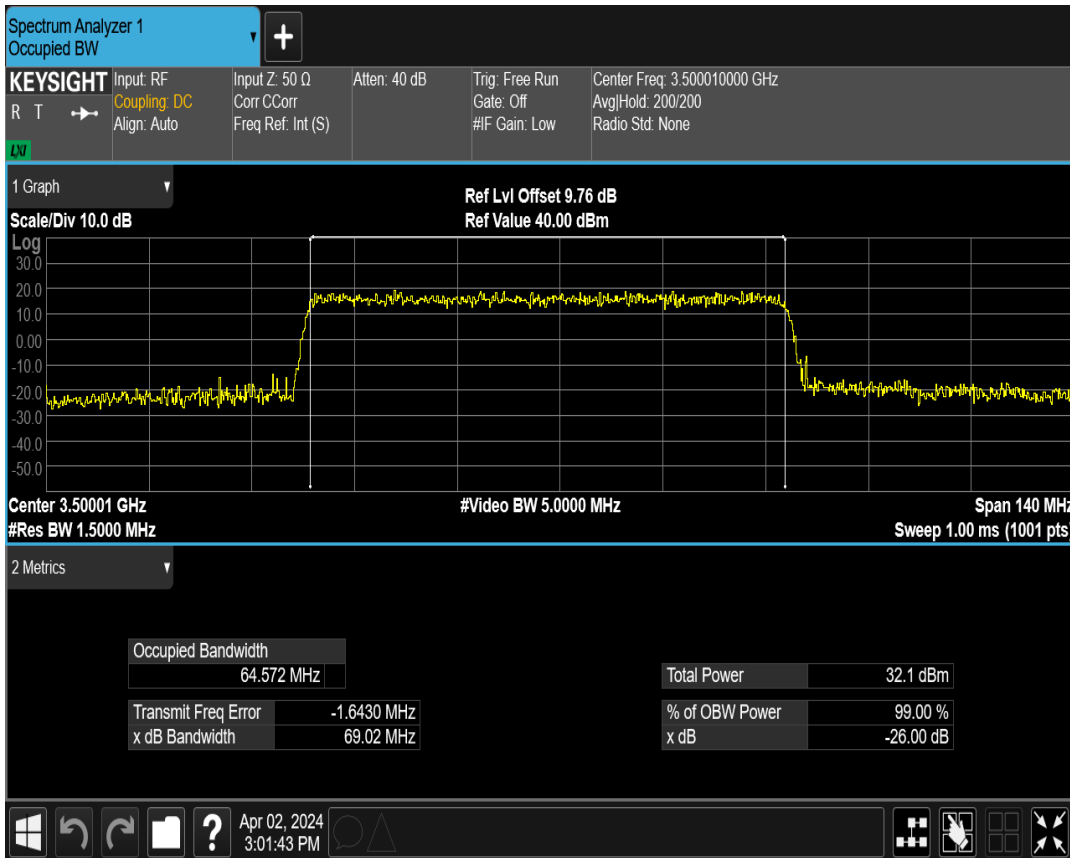 Spectrum Analyzer 1
Occupied BW
KEYSIGHT
R T
LXI
Input: RF
Coupling: DC
Align: Auto
Input Z: 50 Ω
Corr CCorr
Freq Ref: Int (S)
Atten: 40 dB
Trig: Free Run
Gate: Off
#IF Gain: Low
Center Freq: 3.500010000 GHz
Avg|Hold: 200/200
Radio Std: None
1 Graph
Scale/Div 10.0 dB
Ref Lvl Offset 9.76 dB
Ref Value 40.00 dBm
Log
30.0
20.0
10.0
0.00
-10.0
-20.0
-30.0
-40.0
-50.0
Center 3.50001 GHz
#Video BW 5.0000 MHz
Span 140 MHz
#Res BW 1.5000 MHz
Sweep 1.00 ms (1001 pts)
2 Metrics
Occupied Bandwidth
64.572 MHz
Transmit Freq Error -1.6430 MHz
x dB Bandwidth 69.02 MHz
Total Power 32.1 dBm
% of OBW Power 99.00 %
x dB -26.00 dB
?
Apr 02, 2024
3:01:43 PM